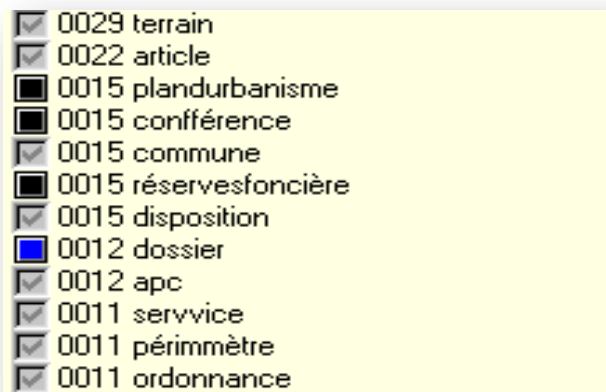 0029 terrain
0022 article
0015 plandurbanisme
0015 confférence
0015 commune
0015 réservesfoncière
0015 disposition
0012 dossier
0012 apc
0011 servvice
0011 périmmètre
0011 ordonnance